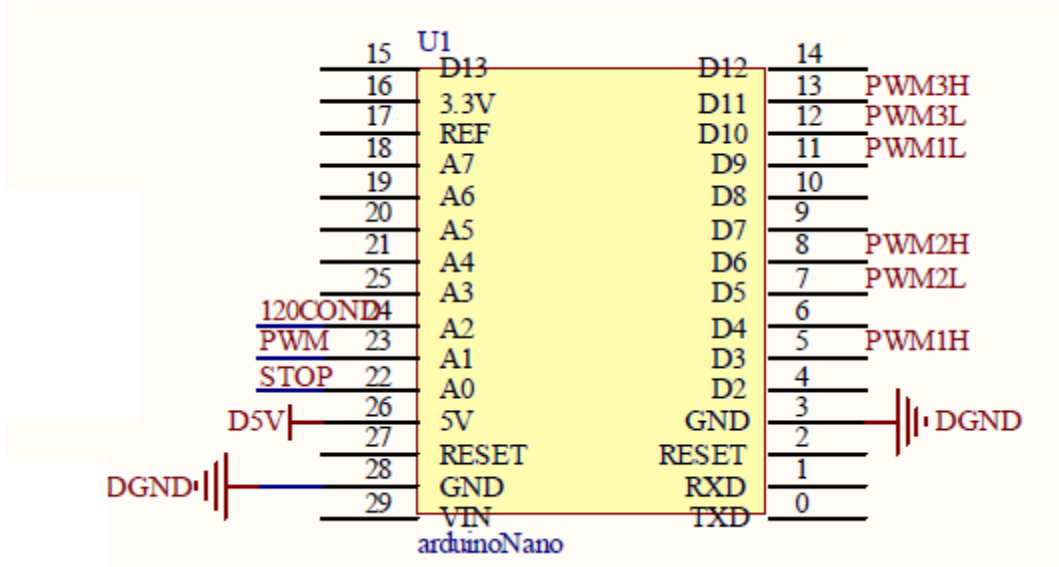 U1
15 D13 D12 14
16 3.3V D11 13 PWM3H
17 REF D10 12 PWM3L
18 A7 D9 11 PWM1L
19 A6 D8 10
20 A5 D7 9
21 A4 D6 8 PWM2H
25 A3 D5 7 PWM2L
120COND 24 A2 D4 6
PWM 23 A1 D3 5 PWM1H
STOP 22 A0 D2 4
D5V 26 5V GND 3 DGND
27 RESET RESET 2
DGND 28 GND RXD 1
29 VIN TXD 0
arduinoNano